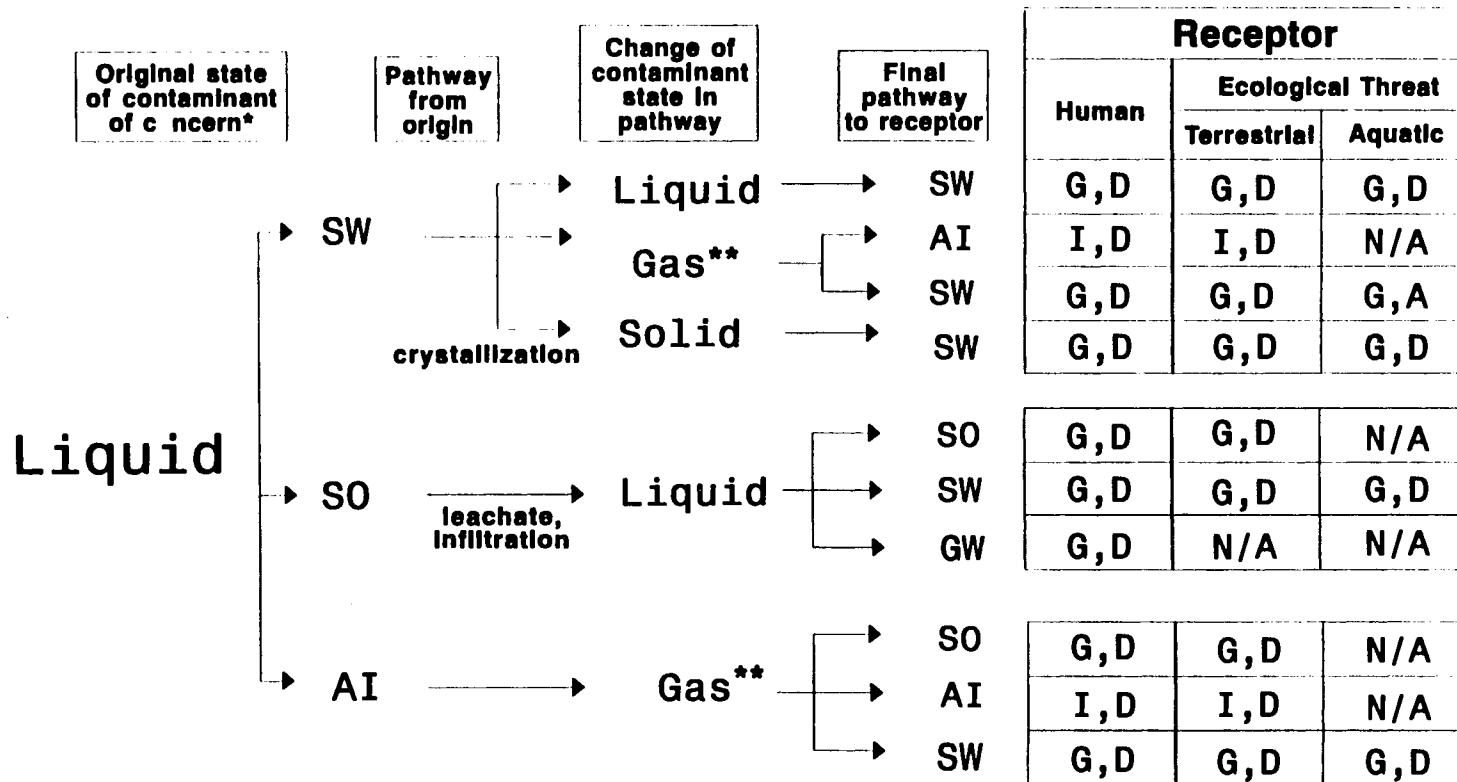 Original state
of contaminant
of c ncern*
Pathway
from
origin
Change of
contaminant
state in
pathway
Final
pathway
to receptor
Receptor
Human
Ecological Threat
Terrestrial Aquatic
Liquid
SW
crystallization
Liquid SW G,D G,D G,D
Gas** AI I,D I,D N/A
SW G,D G,D G,A
Solid SW G,D G,D G,D
SO
leachate,
infiltration
Liquid
SO G,D G,D N/A
SW G,D G,D G,D
GW G,D N/A N/A
AI
Gas**
SO G,D G,D N/A
AI I,D I,D N/A
SW G,D G,D G,D